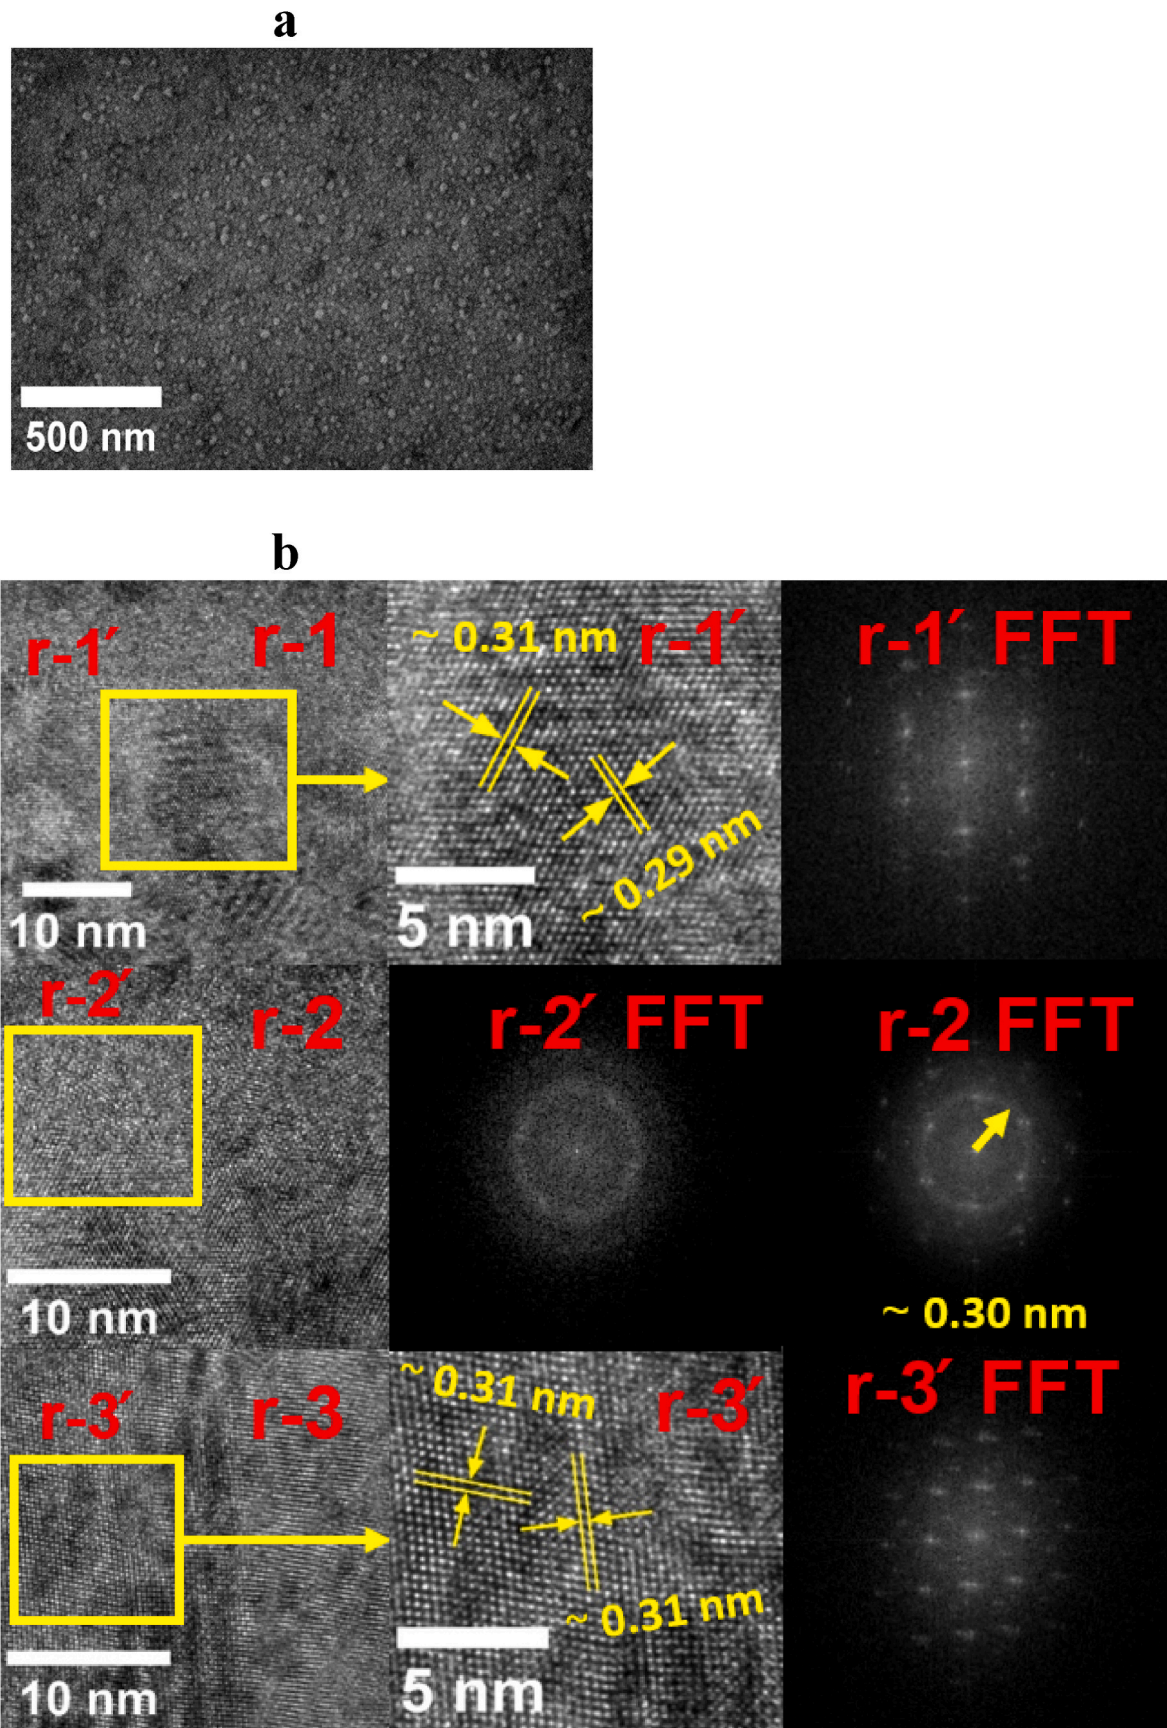 a
500 nm
b
r-1′ r-1
10 nm
~ 0.31 nm r-1′
~ 0.29 nm
5 nm
r-1′ FFT
r-2′
r-2
10 nm
r-2′ FFT
r-2 FFT
~ 0.30 nm
r-3′ r-3
10 nm
~ 0.31 nm
r-3′
~ 0.31 nm
5 nm
r-3′ FFT